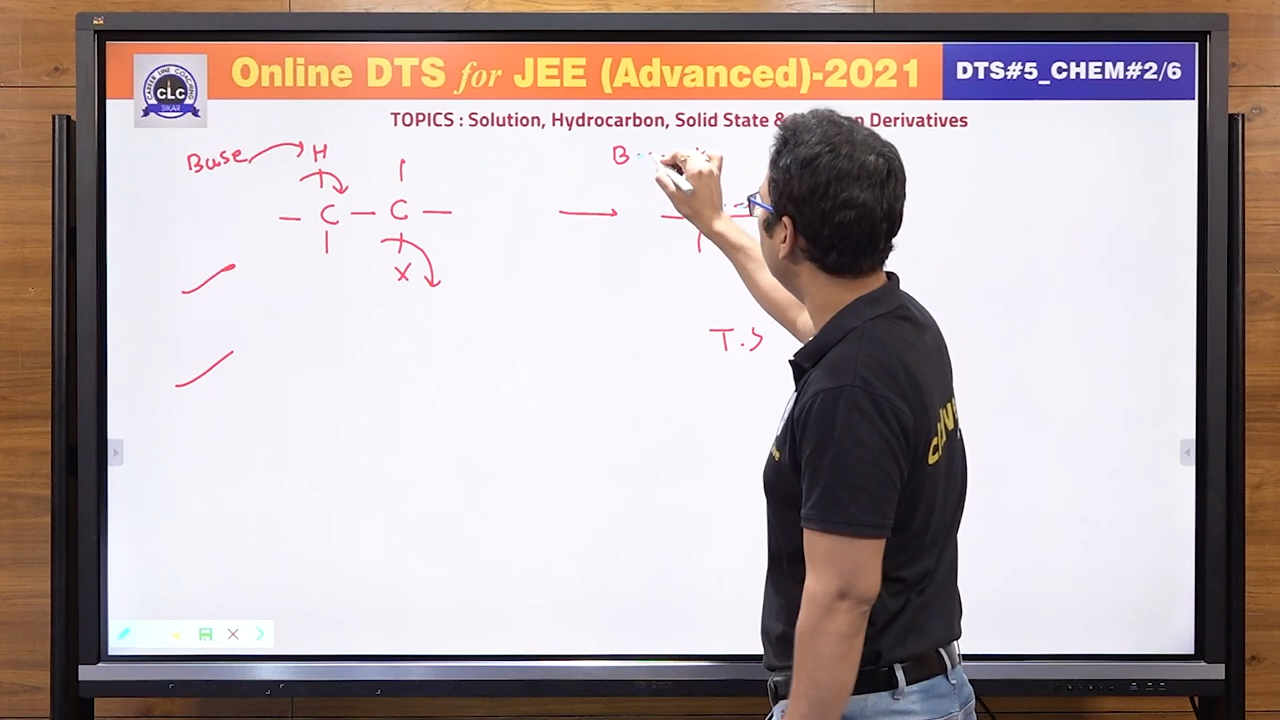 Online DTS for JEE (Advanced)-2021
DTS#5_CHEM#2/6
CAREER LINE COACHING
CLC
SIKAR
TOPICS : Solution, Hydrocarbon, Solid State & Derivatives
Base H
B
C C
X
T.S